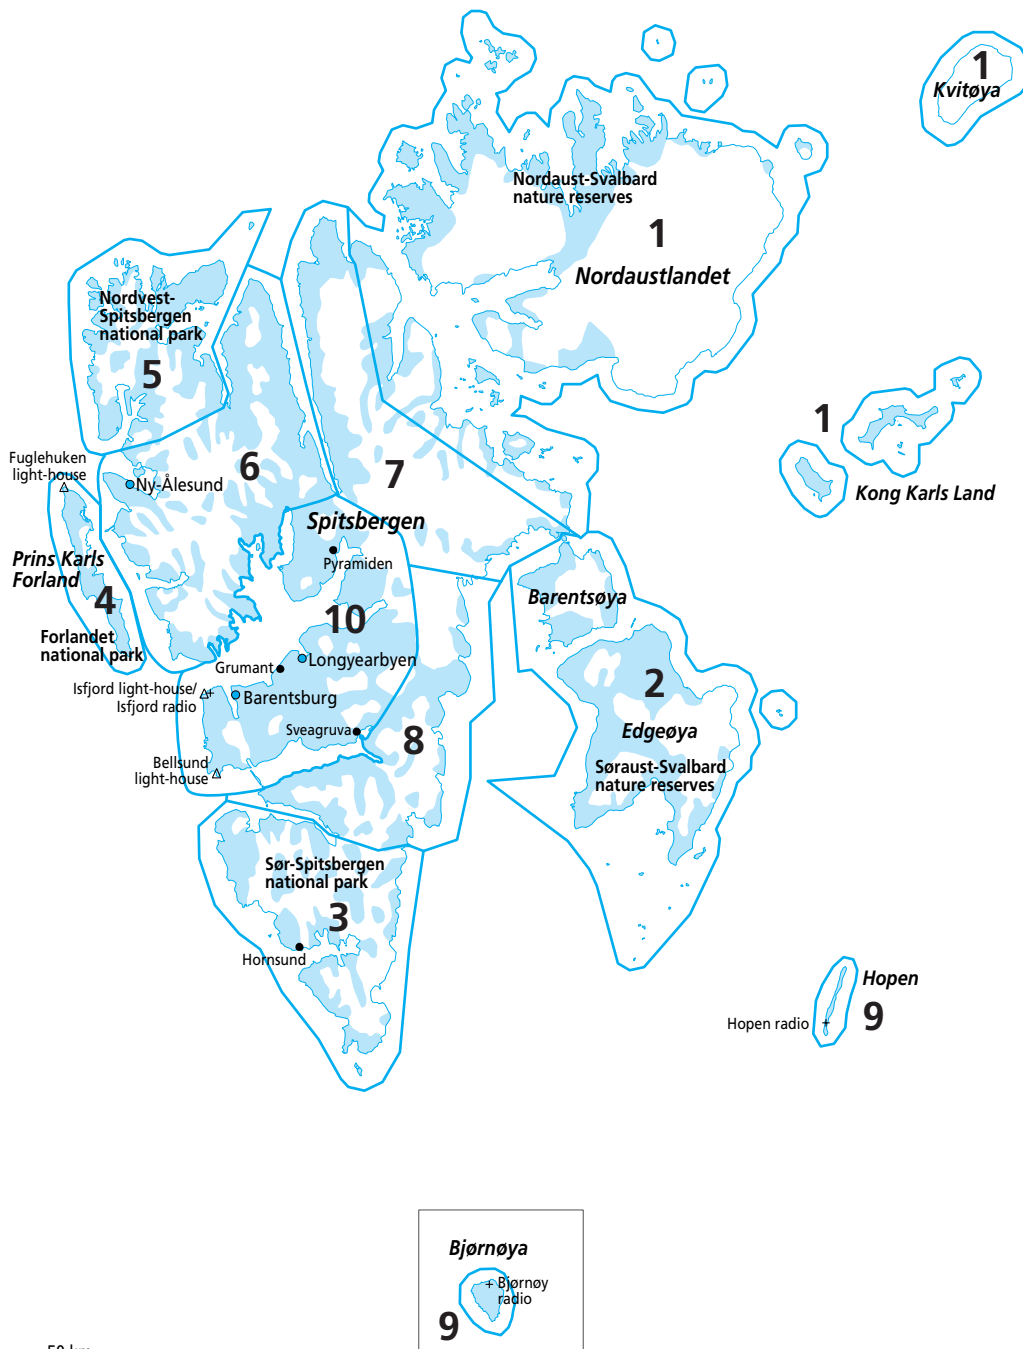 1
Kvitøya
Nordaust-Svalbard
nature reserves
1
Nordaustlandet
Nordvest-
Spitsbergen
national park
5
1
Kong Karls Land
Fuglehuken
light-house
6
Ny-Ålesund
7
Spitsbergen
Pyramiden
Prins Karls
Forland
4
Forlandet
national park
Barentsøya
10
Longyearbyen
Grumant
Isfjord light-house/
Isfjord radio
Barentsburg
2
Edgeøya
Sveagruva
8
Søraust-Svalbard
nature reserves
Bellsund
light-house
Sør-Spitsbergen
national park
3
Hornsund
Hopen
9
Hopen radio
Bjørnøya
Bjørnøy
radio
9